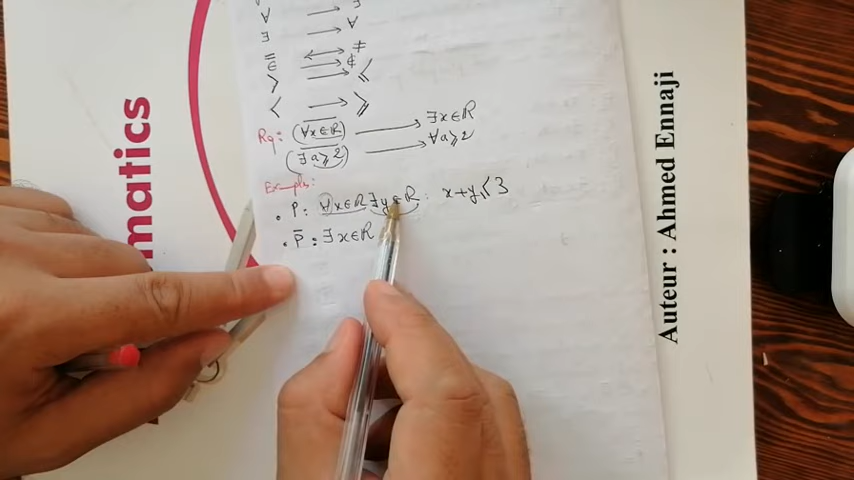 ∀ → ∃
∃ → ∀
= ↔ ≠
∈ → ∉
> → ≤
< → ≥
Rq: (∀x∈ℝ) → ∃x∈ℝ
(∃a≥2) → ∀a≥2
Exemple:
• P: ∀x∈ℝ ∃y∈ℝ : x+y≤3
• P̄ : ∃x∈ℝ
matics
Auteur : Ahmed Ennaji